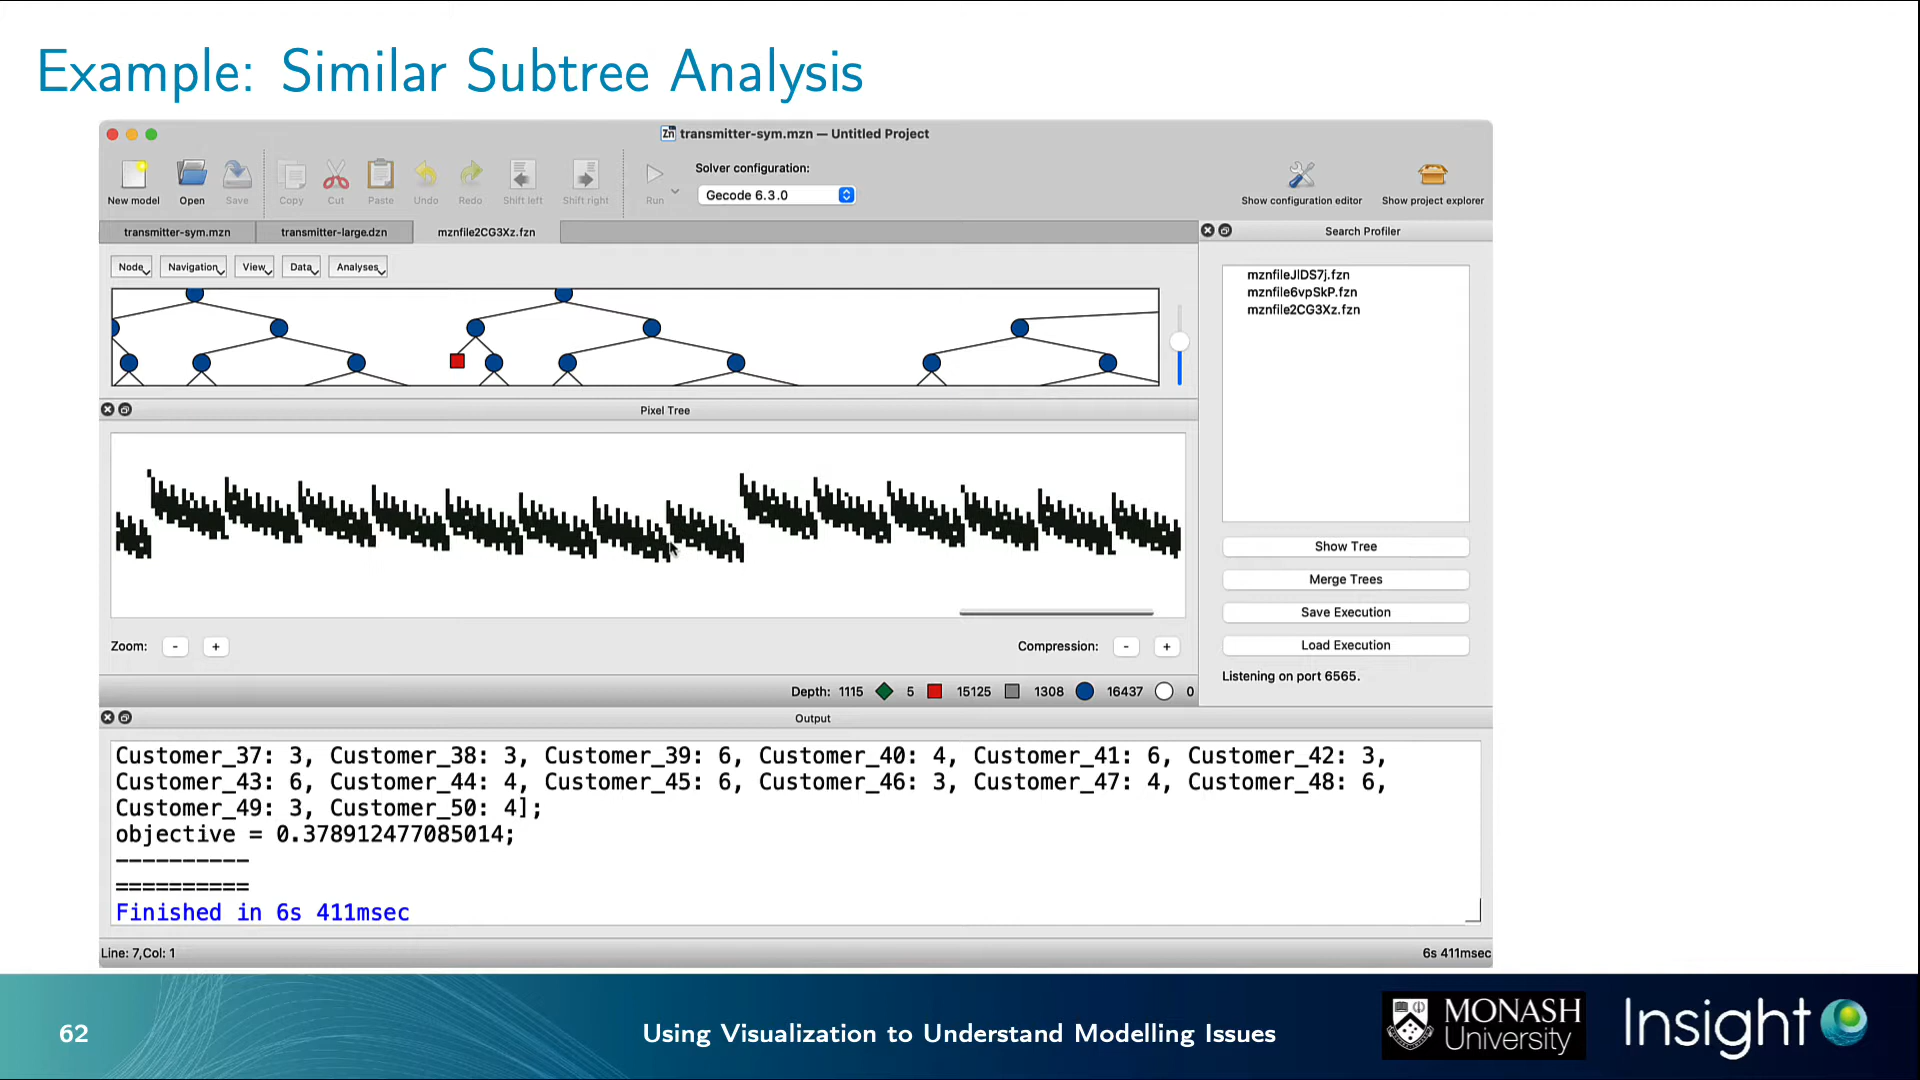 Example: Similar Subtree Analysis
Zn transmitter-sym.mzn — Untitled Project
Solver configuration:
Gecode 6.3.0
New model Open Save Copy Cut Paste Undo Redo Shift left Shift right Run
Show configuration editor Show project explorer
transmitter-sym.mzn transmitter-large.dzn mznfile2CG3Xz.fzn
Search Profiler
Node Navigation View Data Analyses
mznfileJlDS7j.fzn
mznfile6vpSkP.fzn
mznfile2CG3Xz.fzn
Pixel Tree
Show Tree
Merge Trees
Save Execution
Load Execution
Listening on port 6565.
Zoom: - + Compression: - +
Depth: 1115 5 15125 1308 16437 0
Output
Customer_37: 3, Customer_38: 3, Customer_39: 6, Customer_40: 4, Customer_41: 6, Customer_42: 3,
Customer_43: 6, Customer_44: 4, Customer_45: 6, Customer_46: 3, Customer_47: 4, Customer_48: 6,
Customer_49: 3, Customer_50: 4];
objective = 0.378912477085014;
----------
==========
Finished in 6s 411msec
Line: 7,Col: 1 6s 411msec
62 Using Visualization to Understand Modelling Issues
MONASH University
Insight